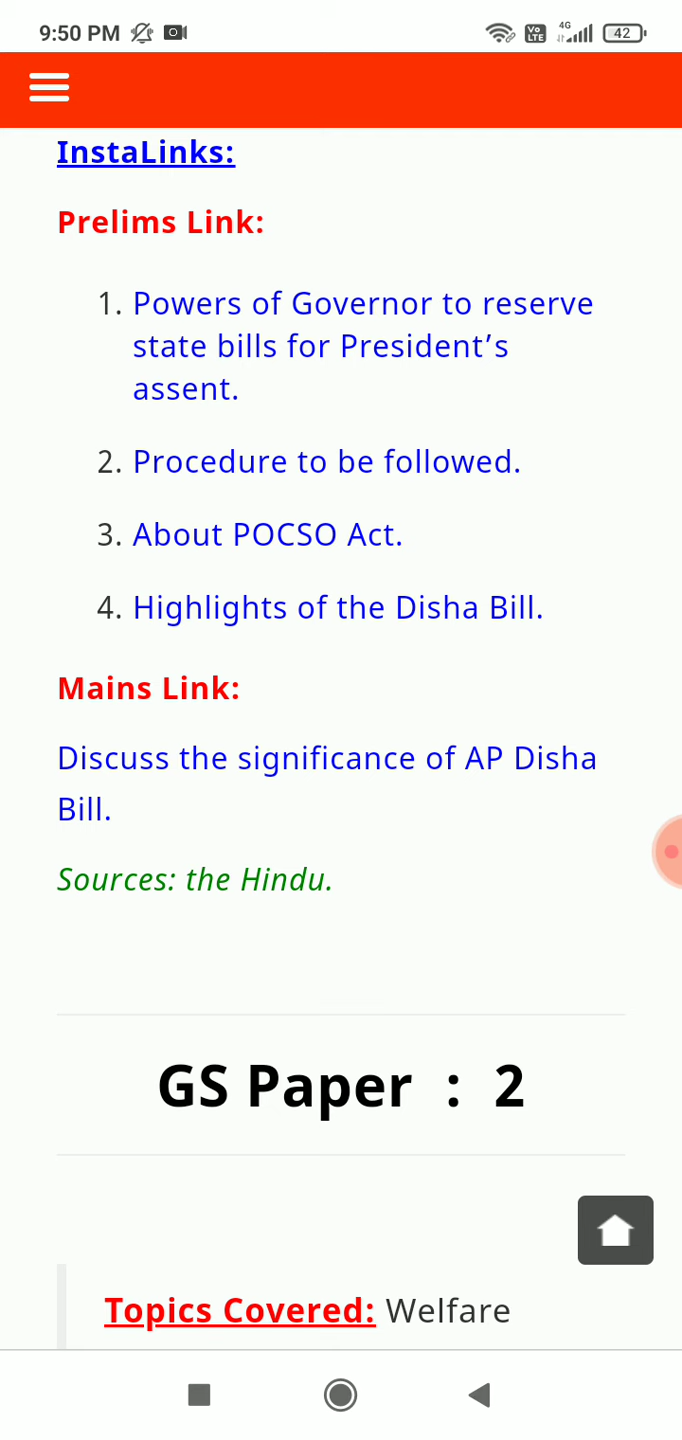 9:50 PM
Vo LTE
4G
42
InstaLinks:
Prelims Link:
1. Powers of Governor to reserve
state bills for President’s
assent.
2. Procedure to be followed.
3. About POCSO Act.
4. Highlights of the Disha Bill.
Mains Link:
Discuss the significance of AP Disha
Bill.
Sources: the Hindu.
GS Paper : 2
Topics Covered: Welfare